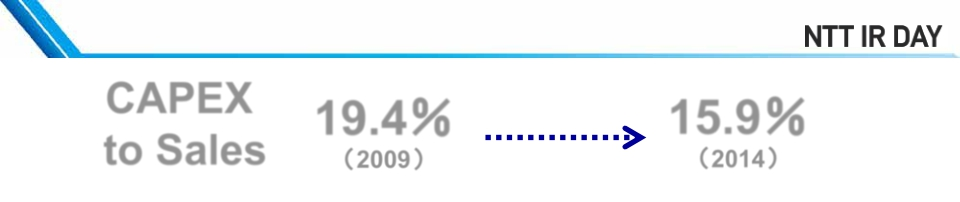 NTT IR DAY
CAPEX
to Sales
19.4%
(2009)
15.9%
(2014)